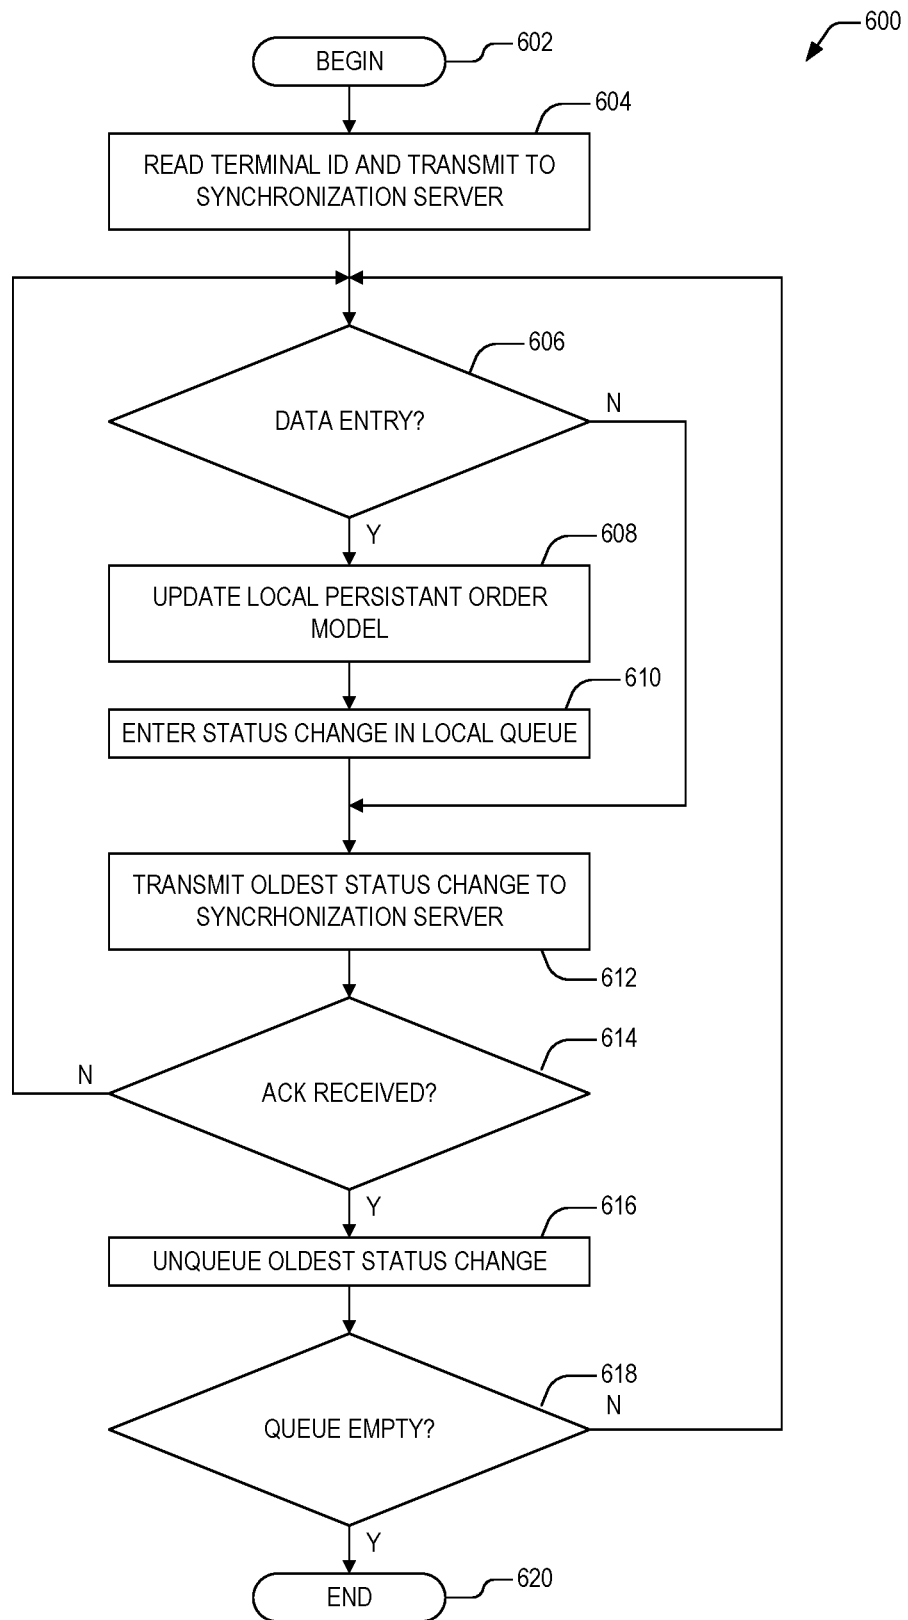 600
BEGIN
602
604
READ TERMINAL ID AND TRANSMIT TO
SYNCHRONIZATION SERVER
606
DATA ENTRY?
N
Y
608
UPDATE LOCAL PERSISTANT ORDER
MODEL
610
ENTER STATUS CHANGE IN LOCAL QUEUE
TRANSMIT OLDEST STATUS CHANGE TO
SYNCRHONIZATION SERVER
612
614
N
ACK RECEIVED?
Y
616
UNQUEUE OLDEST STATUS CHANGE
618
N
QUEUE EMPTY?
Y
END
620